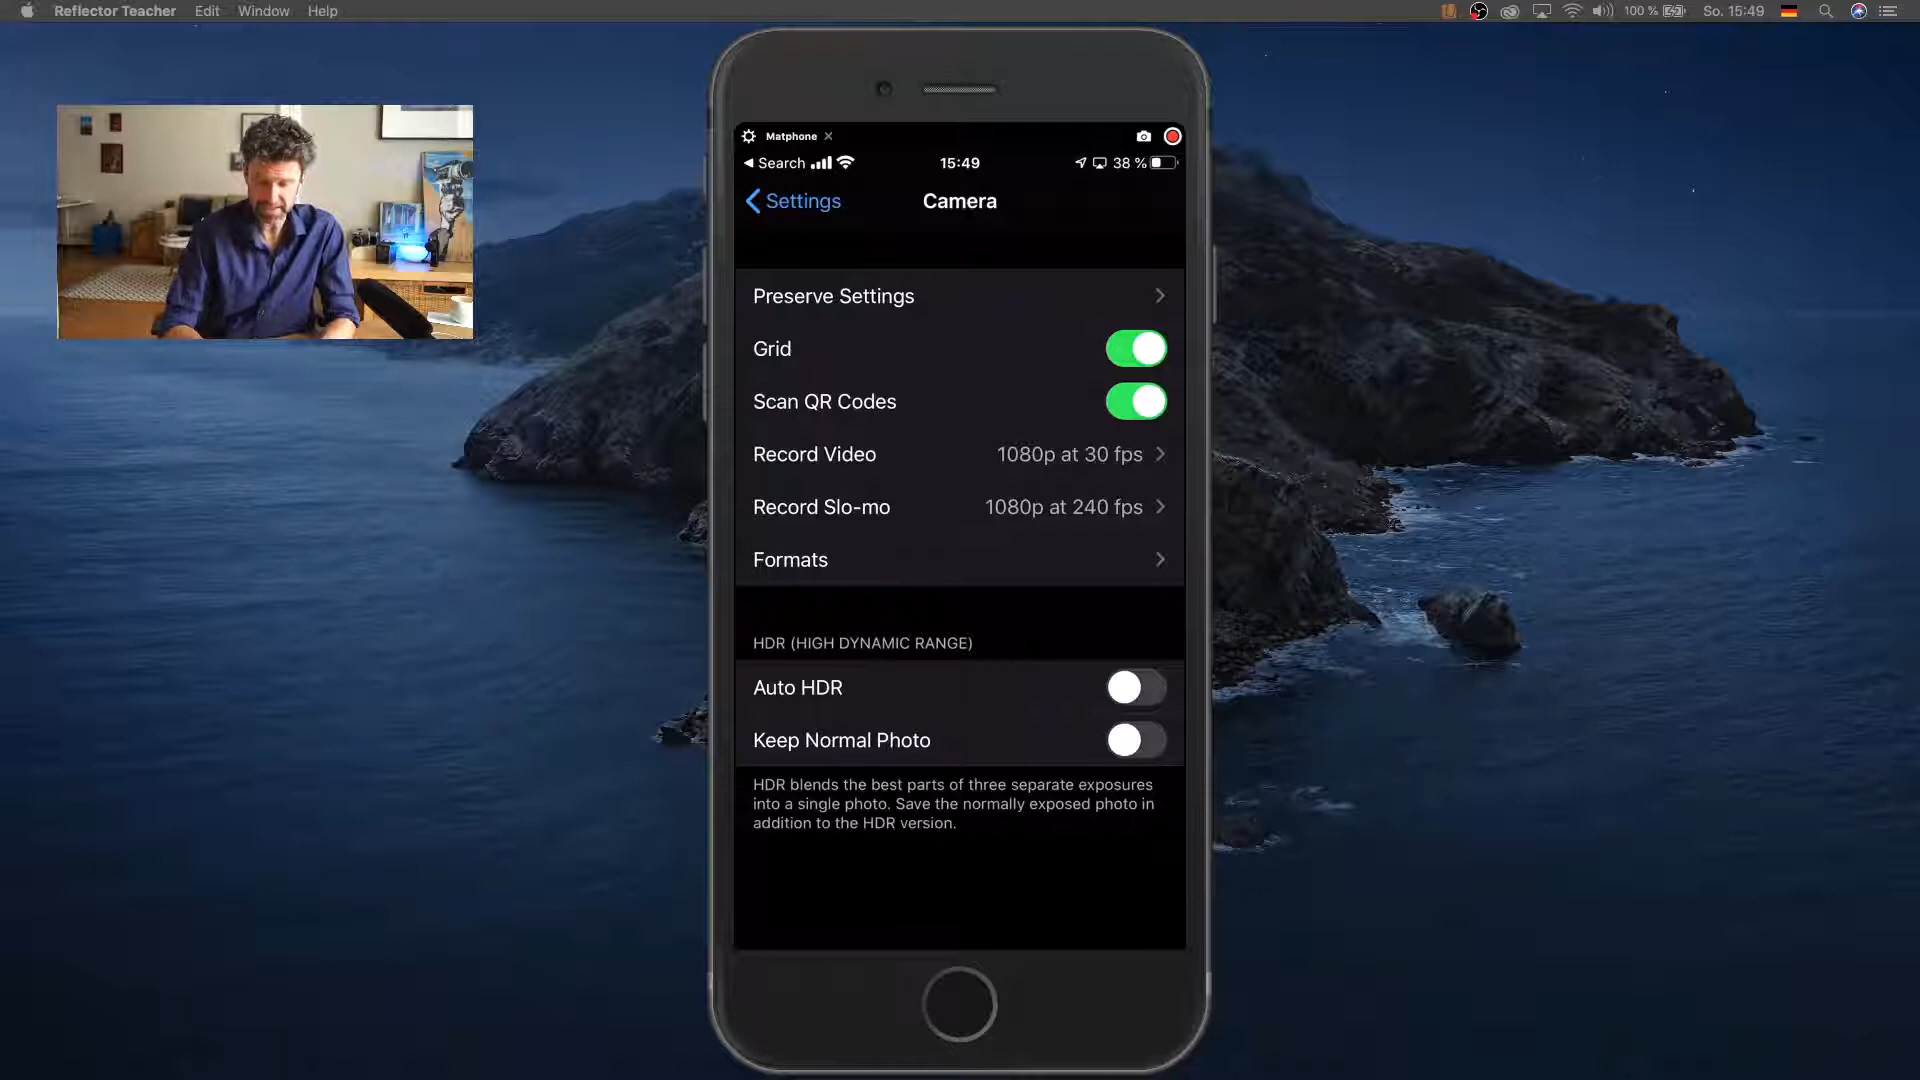 Reflector Teacher Edit Window Help
100 % So. 15:49
Matphone
Search 15:49 38 %
Settings Camera
Preserve Settings
Grid
Scan QR Codes
Record Video 1080p at 30 fps
Record Slo-mo 1080p at 240 fps
Formats
HDR (HIGH DYNAMIC RANGE)
Auto HDR
Keep Normal Photo
HDR blends the best parts of three separate exposures
into a single photo. Save the normally exposed photo in
addition to the HDR version.